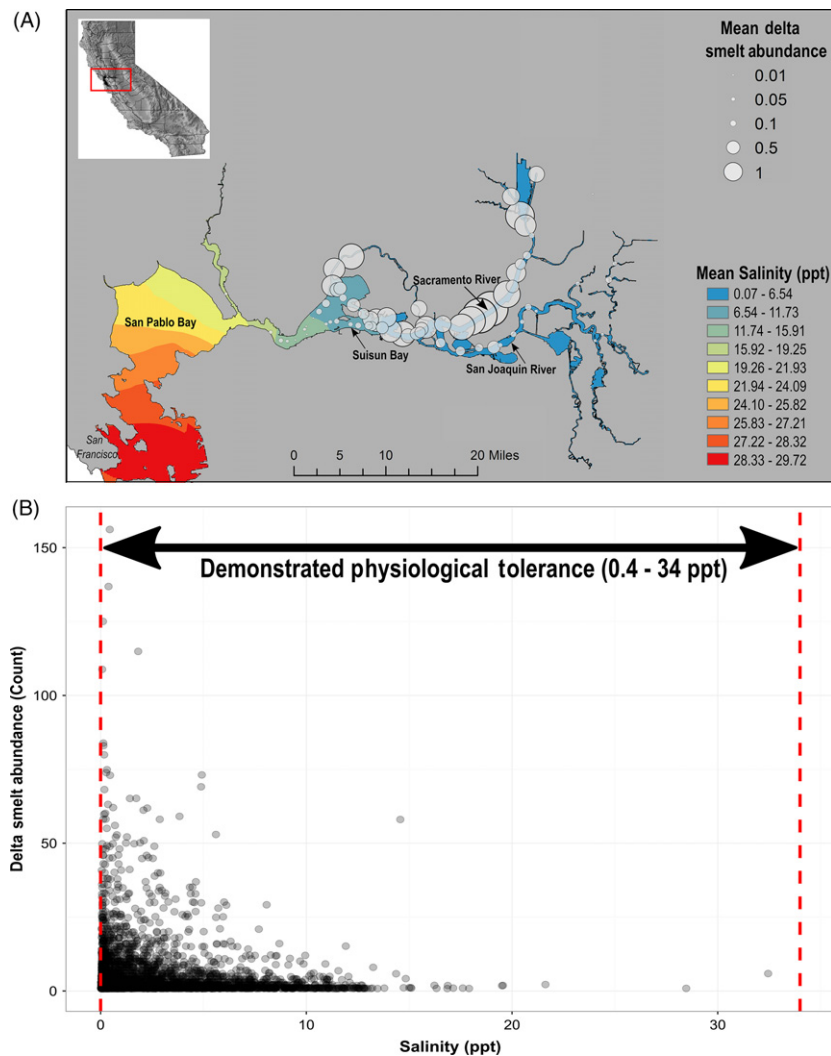 (A)
Mean delta
smelt abundance
0.01
0.05
0.1
0.5
1
Sacramento River
San Pablo Bay
Suisun Bay
San Joaquin River
San
Francisco
0 5 5 10 20 Miles
Mean Salinity (ppt)
0.07 - 6.54
6.54 - 11.73
11.74 - 15.91
15.92 - 19.25
19.26 - 21.93
21.94 - 24.09
24.10 - 25.82
25.83 - 27.21
27.22 - 28.32
28.33 - 29.72
(B)
Demonstrated physiological tolerance (0.4 - 34 ppt)
Delta smelt abundance (Count)
150
100
50
0
0 10 20 30
Salinity (ppt)